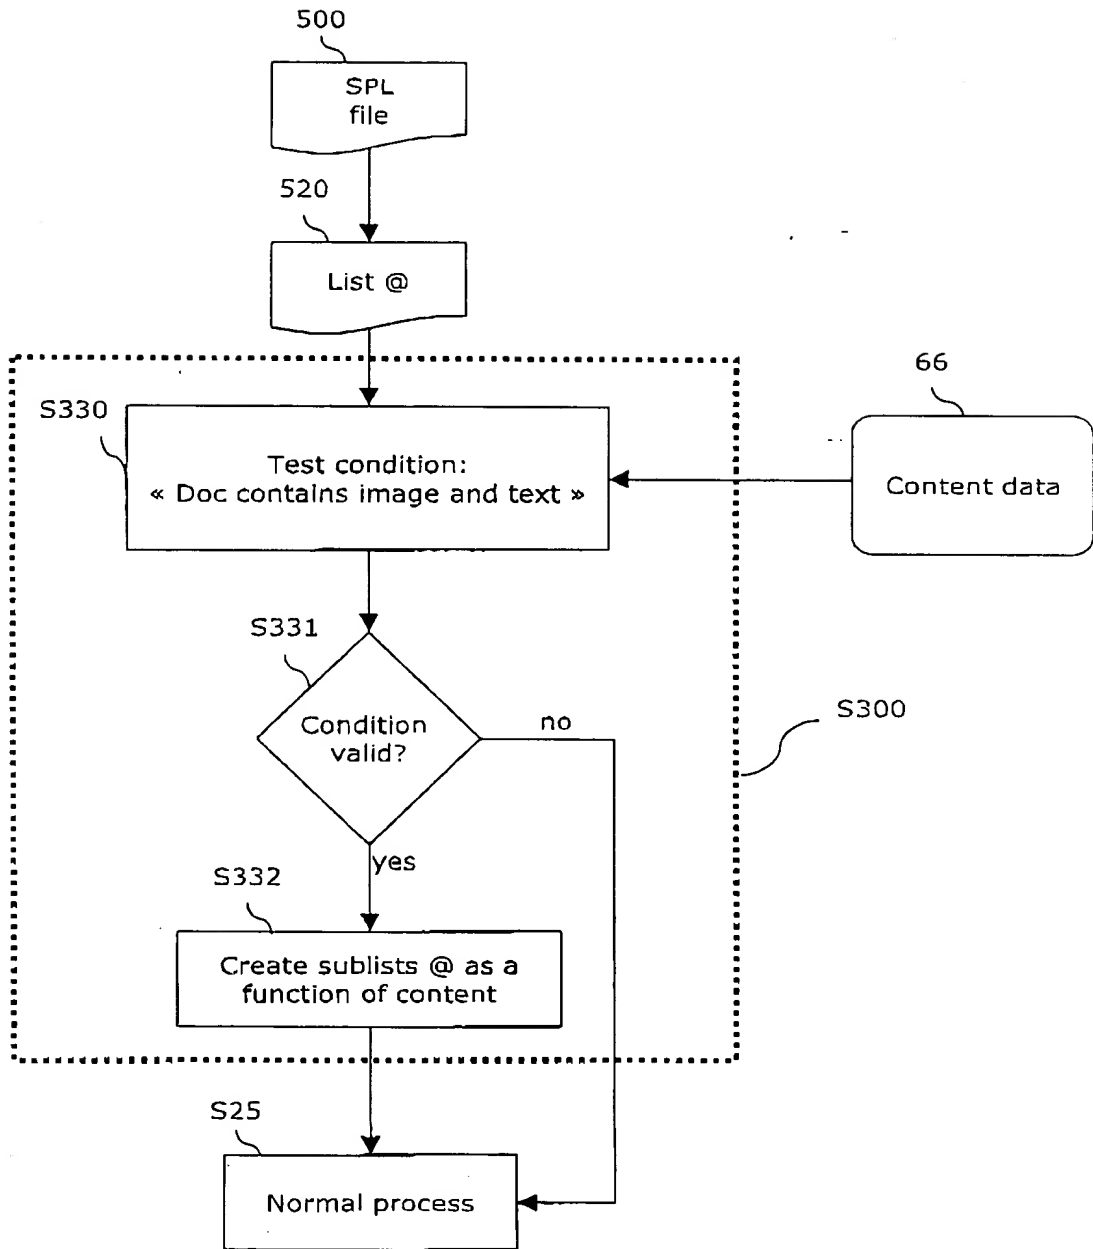 500
SPL
file
520
List @
66
S330
Test condition:
« Doc contains image and text »
Content data
S331
Condition
valid?
no
S300
yes
S332
Create sublists @ as a
function of content
S25
Normal process